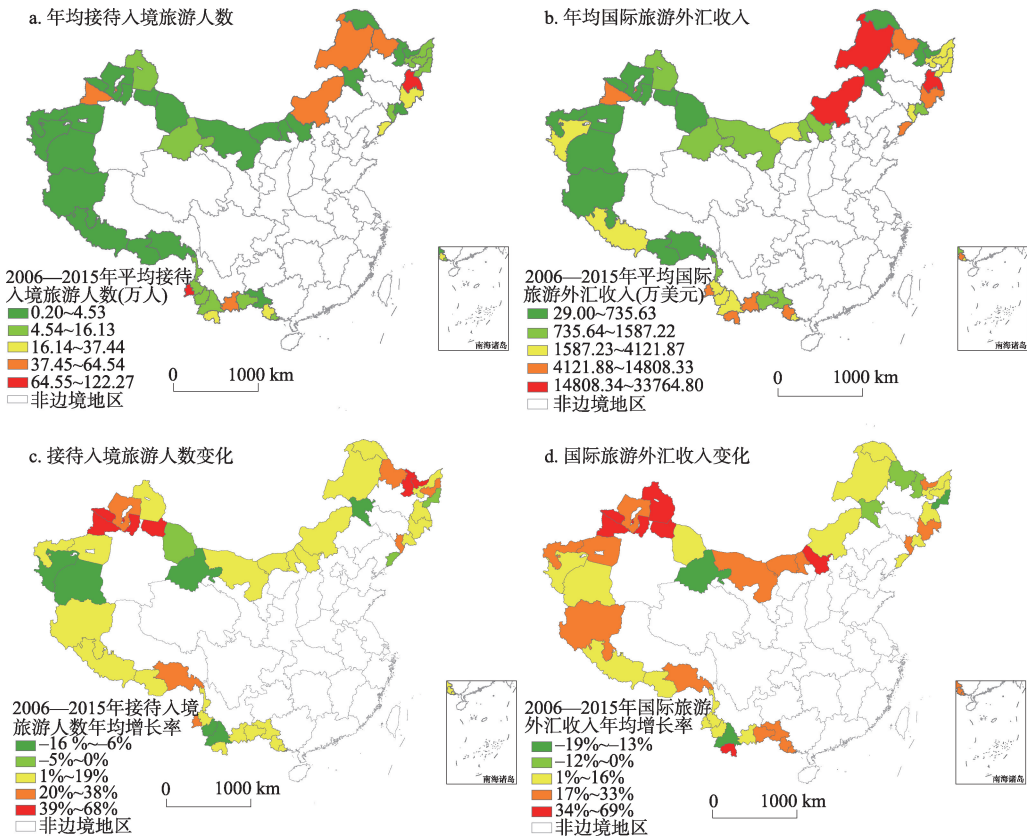 a. 年均接待入境旅游人数
2006—2015年平均接待
入境旅游人数(万人)
0.20~4.53
4.54~16.13
16.14~37.44
37.45~64.54
64.55~122.27
非边境地区
0 1000 km
南海诸岛
b. 年均国际旅游外汇收入
2006—2015年平均国际
旅游外汇收入(万美元)
29.00~735.63
735.64~1587.22
1587.23~4121.87
4121.88~14808.33
14808.34~33764.80
非边境地区
0 1000 km
南海诸岛
c. 接待入境旅游人数变化
2006—2015年接待入境
旅游人数年均增长率
–16 %~–6%
–5%~0%
1%~19%
20%~38%
39%~68%
非边境地区
0 1000 km
南海诸岛
d. 国际旅游外汇收入变化
2006—2015年国际旅游
外汇收入年均增长率
–19%~–13%
–12%~0%
1%~16%
17%~33%
34%~69%
非边境地区
0 1000 km
南海诸岛